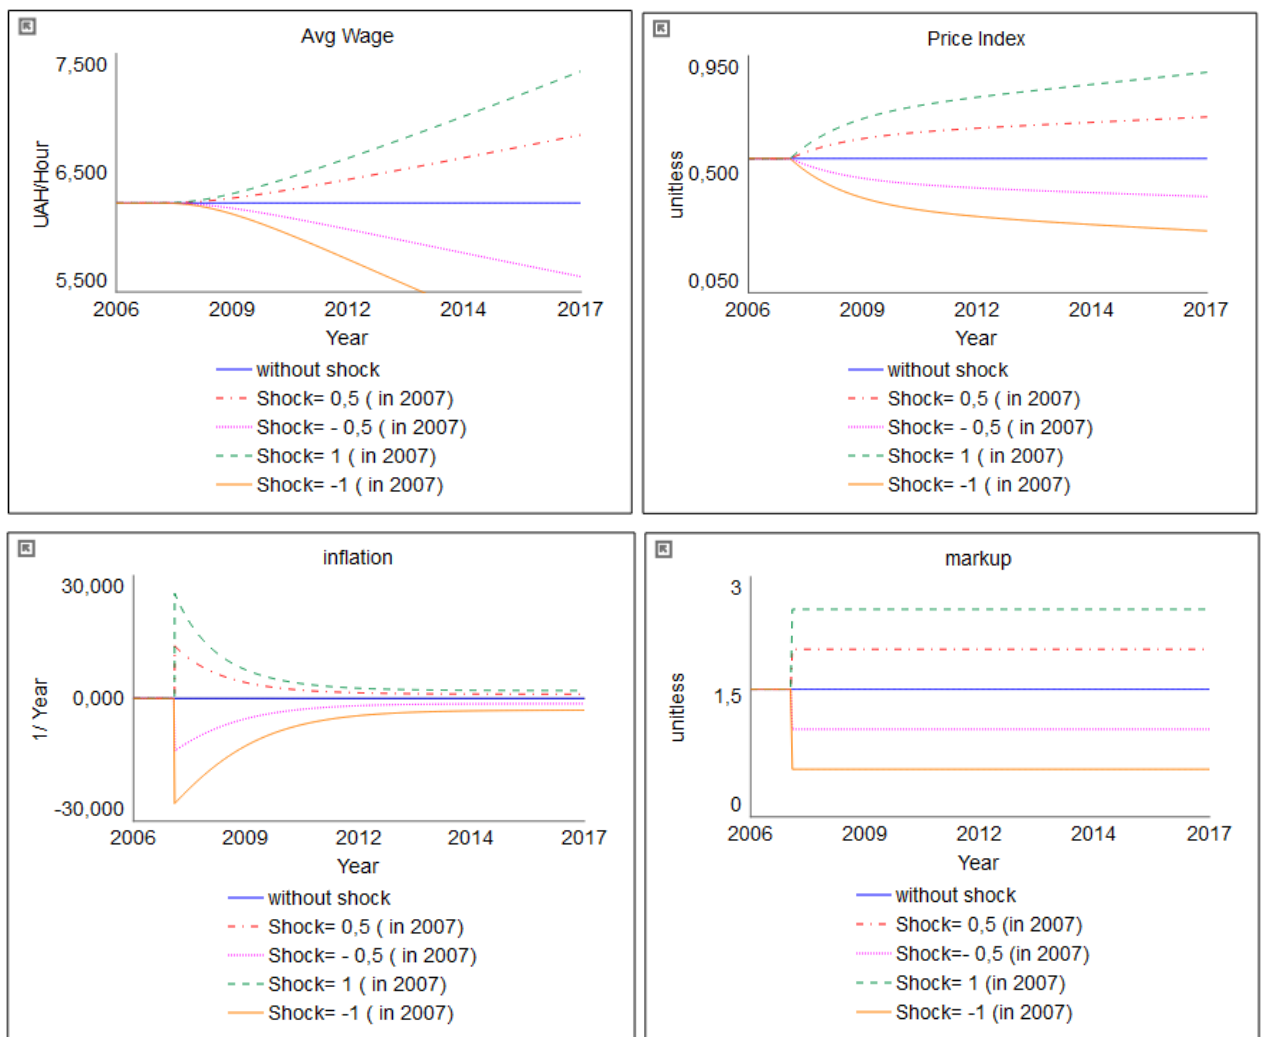 Avg Wage
7,500
6,500
5,500
UAH/Hour
2006 2009 2012 2014 2017
Year
without shock
Shock= 0,5 ( in 2007)
Shock= - 0,5 ( in 2007)
Shock= 1 ( in 2007)
Shock= -1 ( in 2007)
Price Index
0,950
0,500
0,050
unitless
2006 2009 2012 2014 2017
Year
without shock
Shock= 0,5 ( in 2007)
Shock= - 0,5 ( in 2007)
Shock= 1 ( in 2007)
Shock= -1 ( in 2007)
inflation
30,000
0,000
-30,000
1/ Year
2006 2009 2012 2014 2017
Year
without shock
Shock= 0,5 ( in 2007)
Shock= - 0,5 ( in 2007)
Shock= 1 ( in 2007)
Shock= -1 ( in 2007)
markup
3
1,5
0
unitless
2006 2009 2012 2014 2017
Year
without shock
Shock= 0,5 (in 2007)
Shock=- 0,5 (in 2007)
Shock= 1 (in 2007)
Shock= -1 (in 2007)